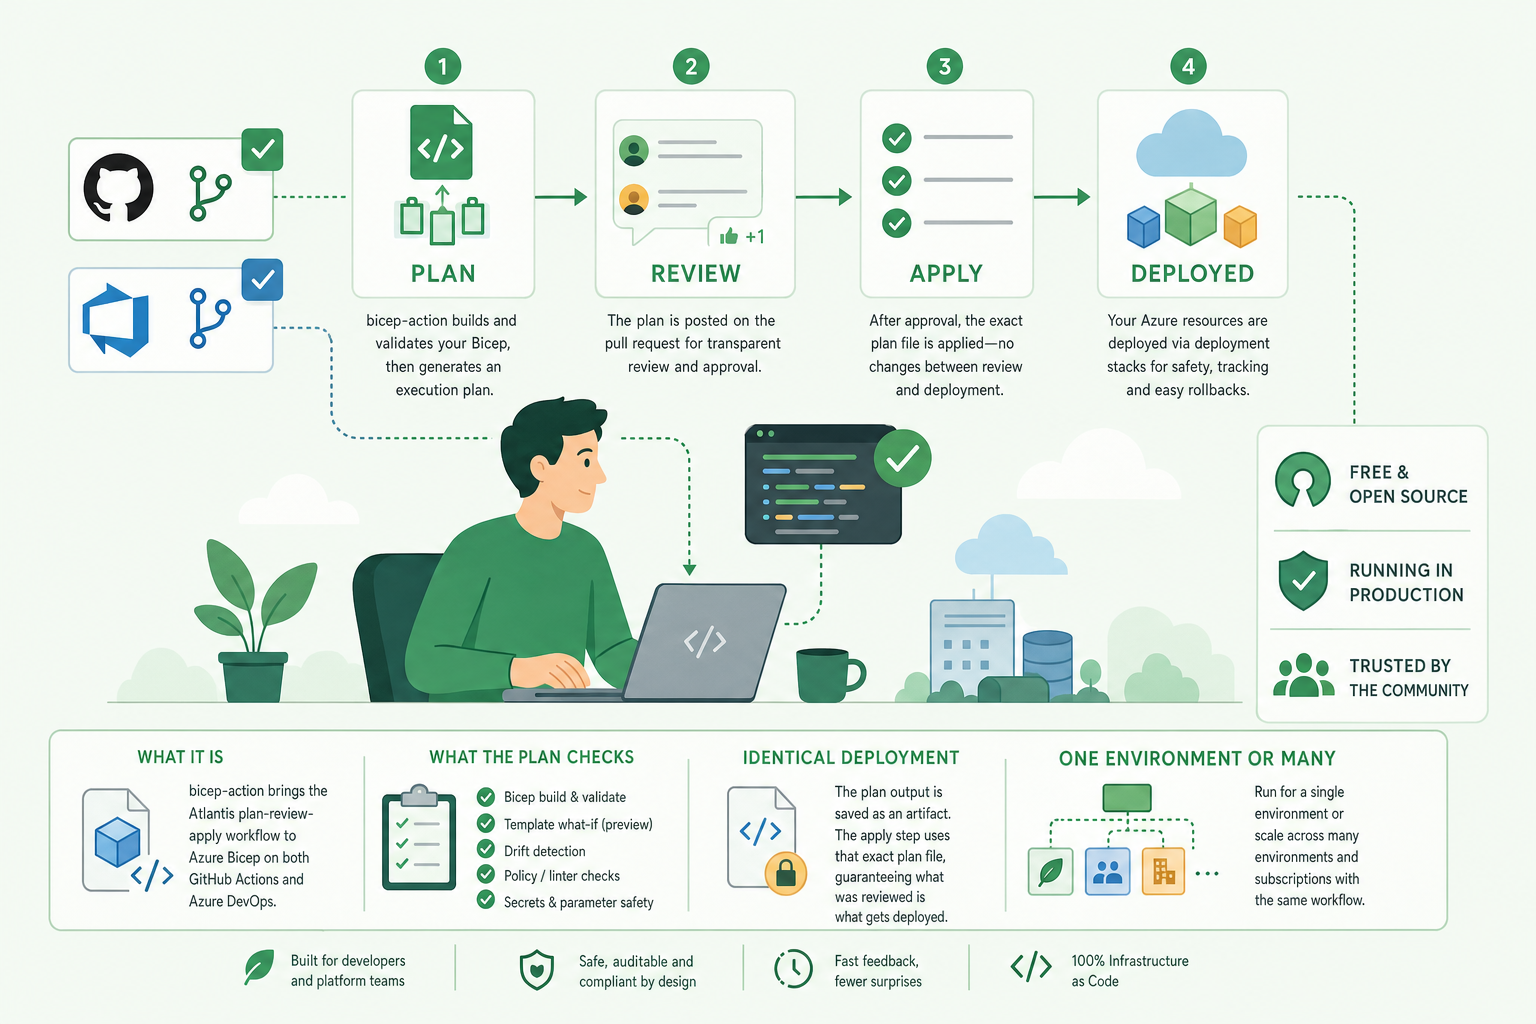 1
2
3
4
PLAN
REVIEW
APPLY
DEPLOYED
+1
bicep-action builds and
validates your Bicep,
then generates an
execution plan.
The plan is posted on the
pull request for transparent
review and approval.
After approval, the exact
plan file is applied—no
changes between review
and deployment.
Your Azure resources are
deployed via deployment
stacks for safety, tracking
and easy rollbacks.
FREE &
OPEN SOURCE
RUNNING IN
PRODUCTION
TRUSTED BY
THE COMMUNITY
WHAT IT IS
bicep-action brings the
Atlantis plan-review-
apply workflow to
Azure Bicep on both
GitHub Actions and
Azure DevOps.
WHAT THE PLAN CHECKS
Bicep build & validate
Template what-if (preview)
Drift detection
Policy / linter checks
Secrets & parameter safety
IDENTICAL DEPLOYMENT
The plan output is
saved as an artifact.
The apply step uses
that exact plan file,
guaranteeing what
was reviewed is
what gets deployed.
ONE ENVIRONMENT OR MANY
Run for a single
environment or
scale across many
environments and
subscriptions with
the same workflow.
Built for developers
and platform teams
Safe, auditable and
compliant by design
Fast feedback,
fewer surprises
100% Infrastructure
as Code